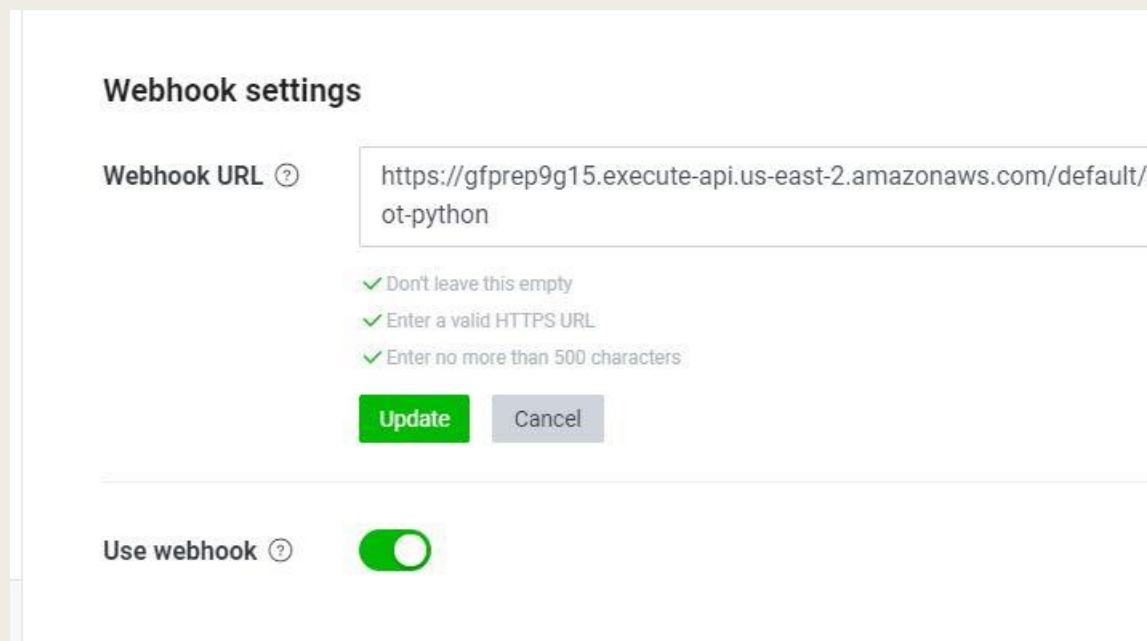 Webhook settings
Webhook URL ?
https://gfprep9g15.execute-api.us-east-2.amazonaws.com/default/
ot-python
Don't leave this empty
Enter a valid HTTPS URL
Enter no more than 500 characters
Update Cancel
Use webhook ?